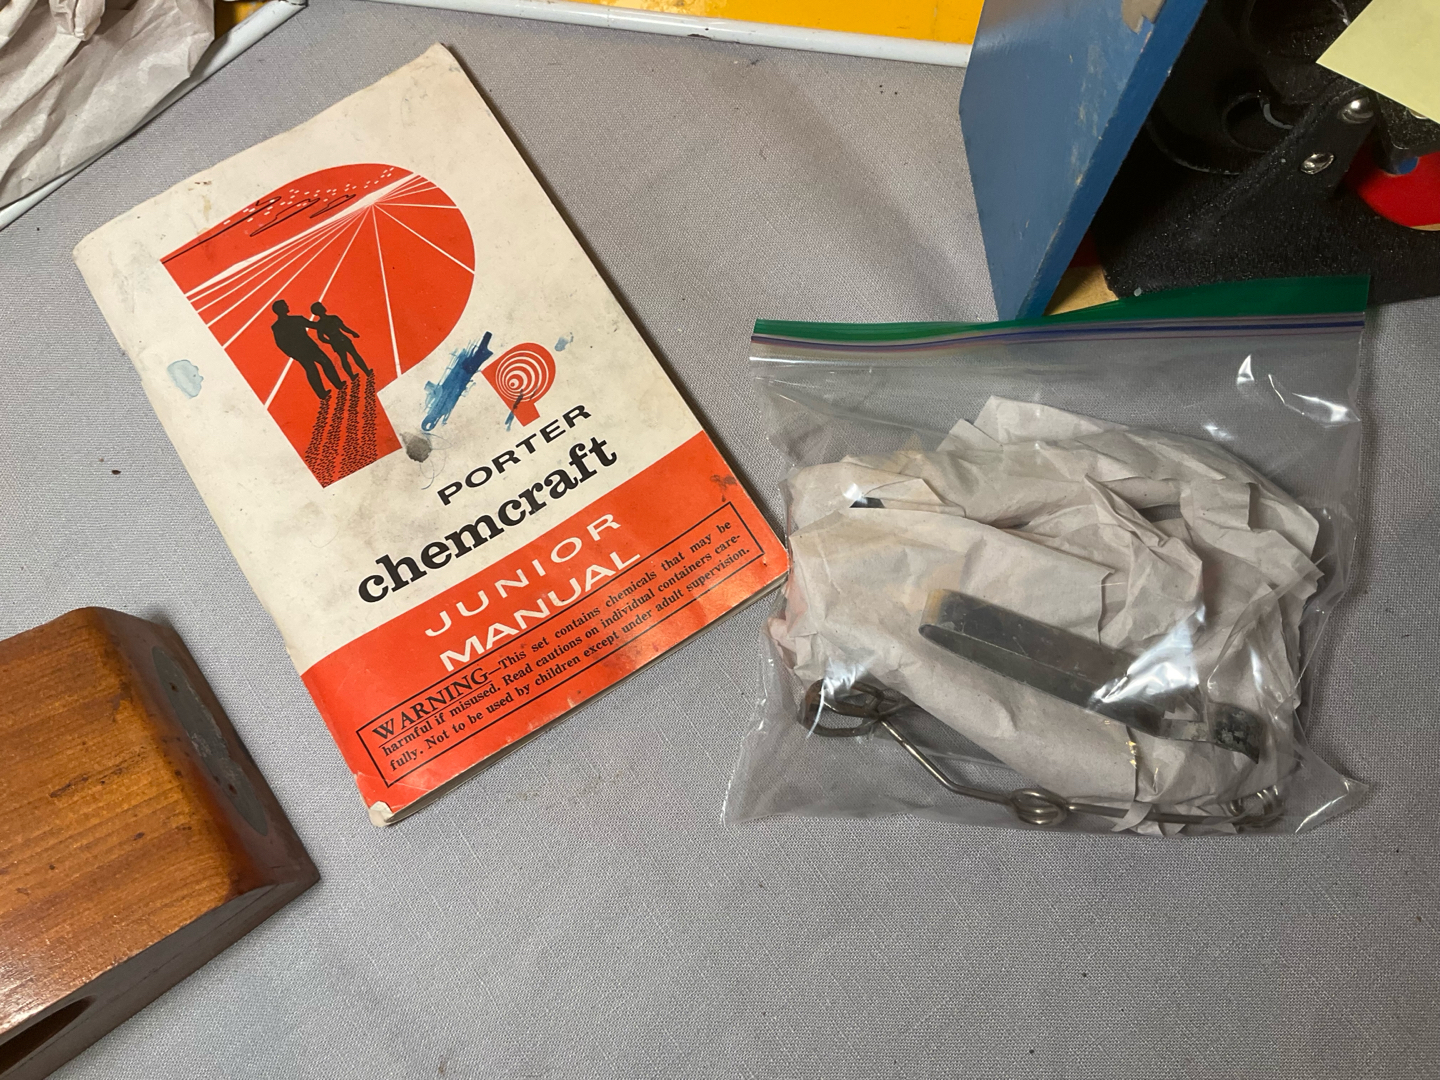 PORTER
chemcraft
JUNIOR
MANUAL
WARNING—This set contains chemicals that may be
harmful if misused. Read cautions on individual containers care-
fully. Not to be used by children except under adult supervision.